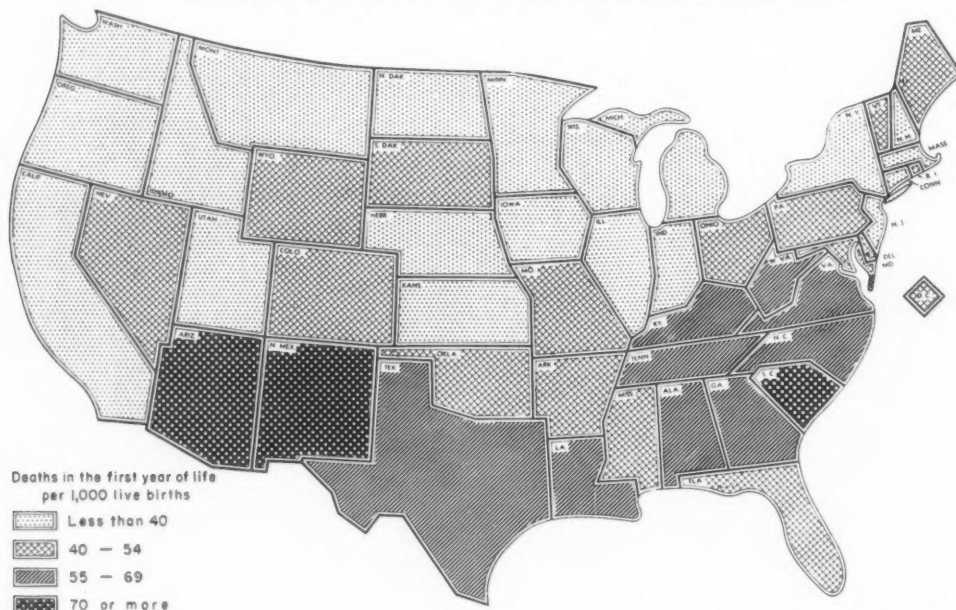 WASH.
MONT.
N. DAK
MINN.
ME.
OREG.
IDAHO
WYO.
S. DAK
WIS.
MICH.
N. Y.
VT.
N. H.
MASS
R. I.
CONN
CALIF
NEV.
UTAH
COLO
NEBR
IOWA
ILL
IND
OHIO
PA.
N. J.
DEL
MD
D. C.
KANS
MO.
KY.
W. VA.
VA.
ARIZ
N. MEX
TEX
OKLA
ARK
TENN
N. C.
S. C.
MISS
ALA
GA.
LA.
FLA
Deaths in the first year of life
per 1,000 live births
Less than 40
40 — 54
55 — 69
70 or more